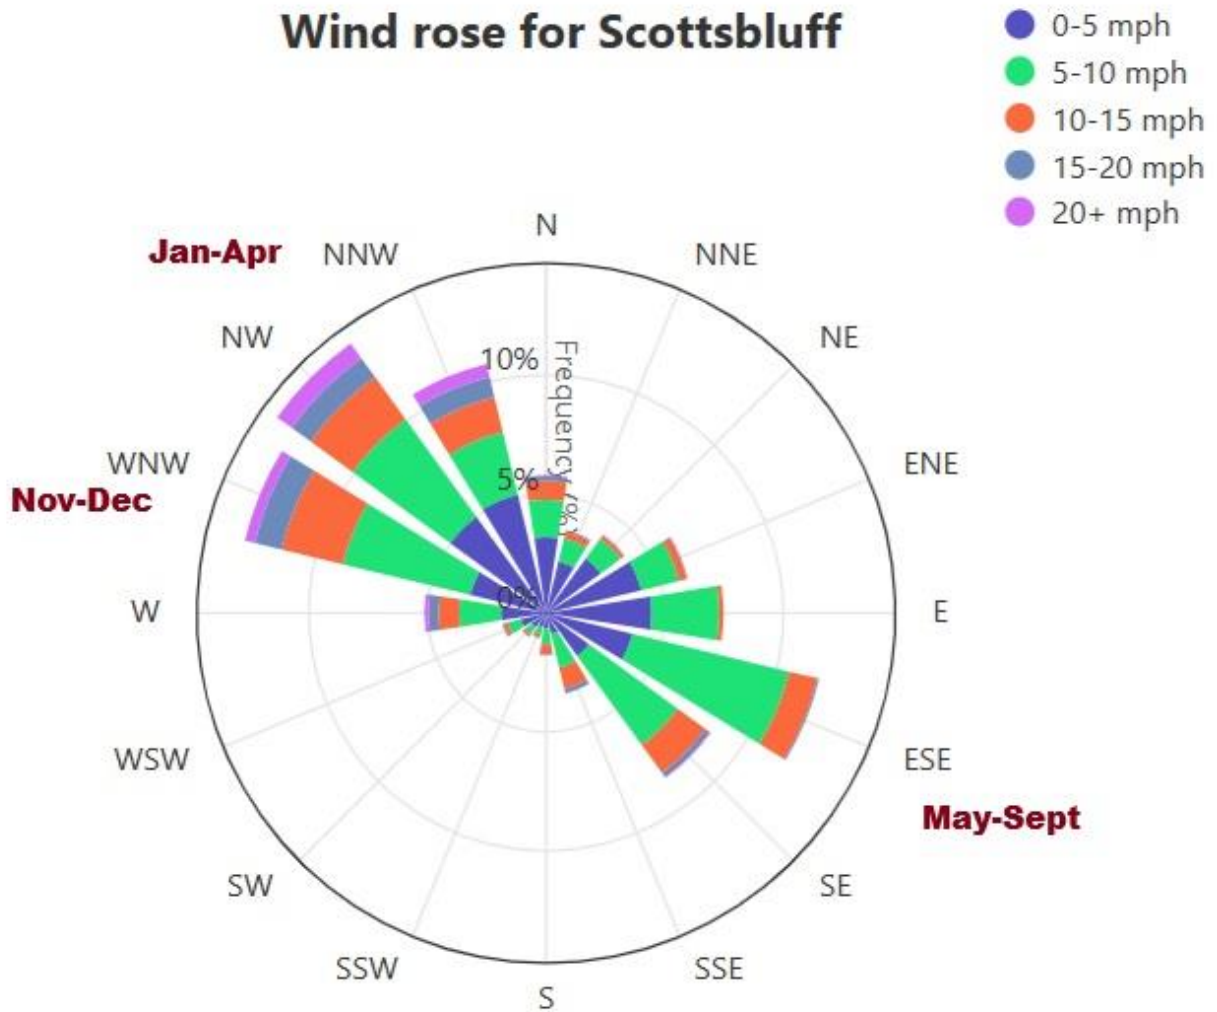 Wind rose for Scottsbluff
0-5 mph
5-10 mph
10-15 mph
15-20 mph
20+ mph
N
Jan-Apr
NNW
NNE
NW
NE
10%
Frequency (%)
WNW
ENE
5%
Nov-Dec
0%
W
E
WSW
ESE
May-Sept
SW
SE
SSW
SSE
S